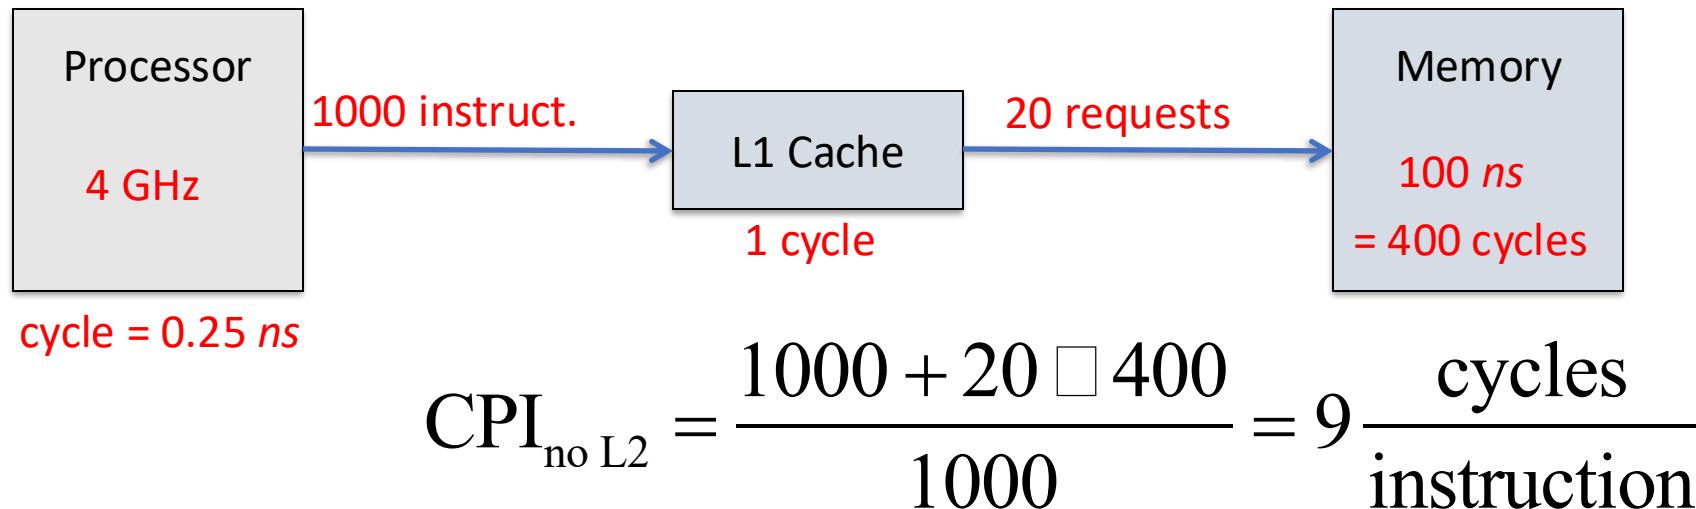 Processor
4 GHz
cycle = 0.25 ns
1000 instruct.
L1 Cache
1 cycle
20 requests
Memory
100 ns
= 400 cycles
CPI no L2 = (1000 + 20 □ 400) / 1000 = 9 cycles / instruction